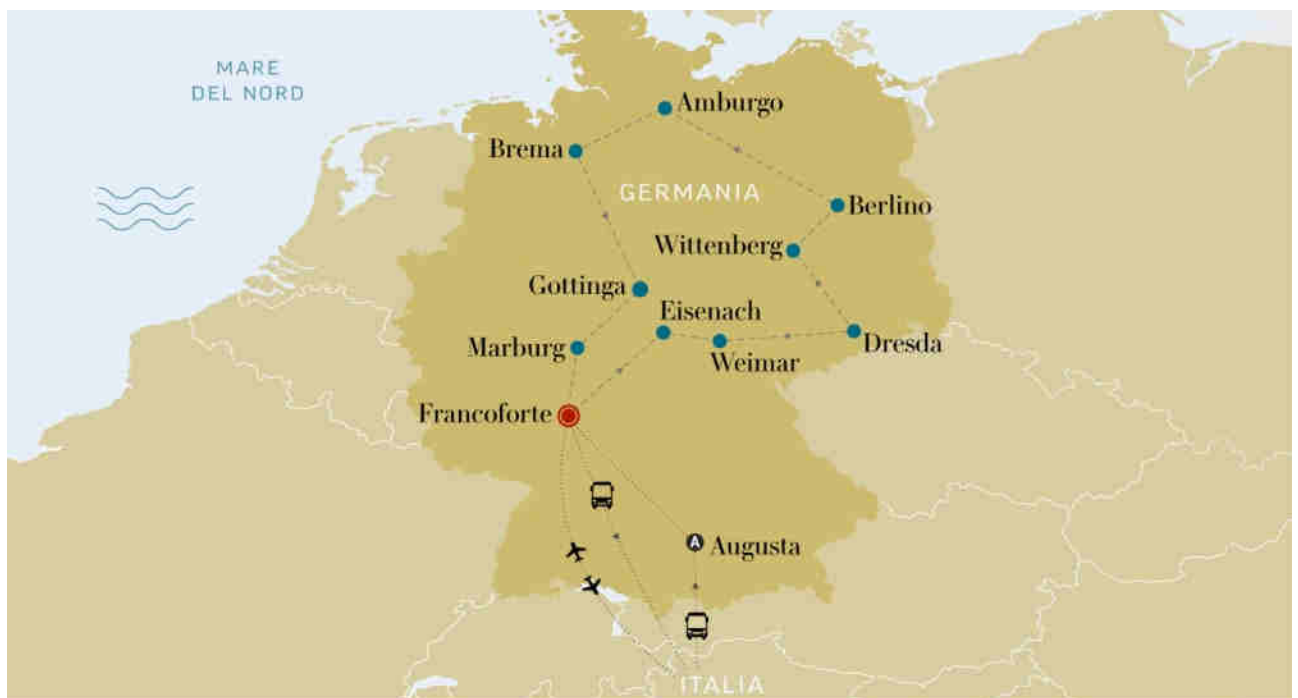 MARE
DEL NORD
Amburgo
Brema
GERMANIA
Berlino
Wittenberg
Gottinga
Eisenach
Marburg
Weimar
Dresda
Francoforte
A
Augusta
ITALIA